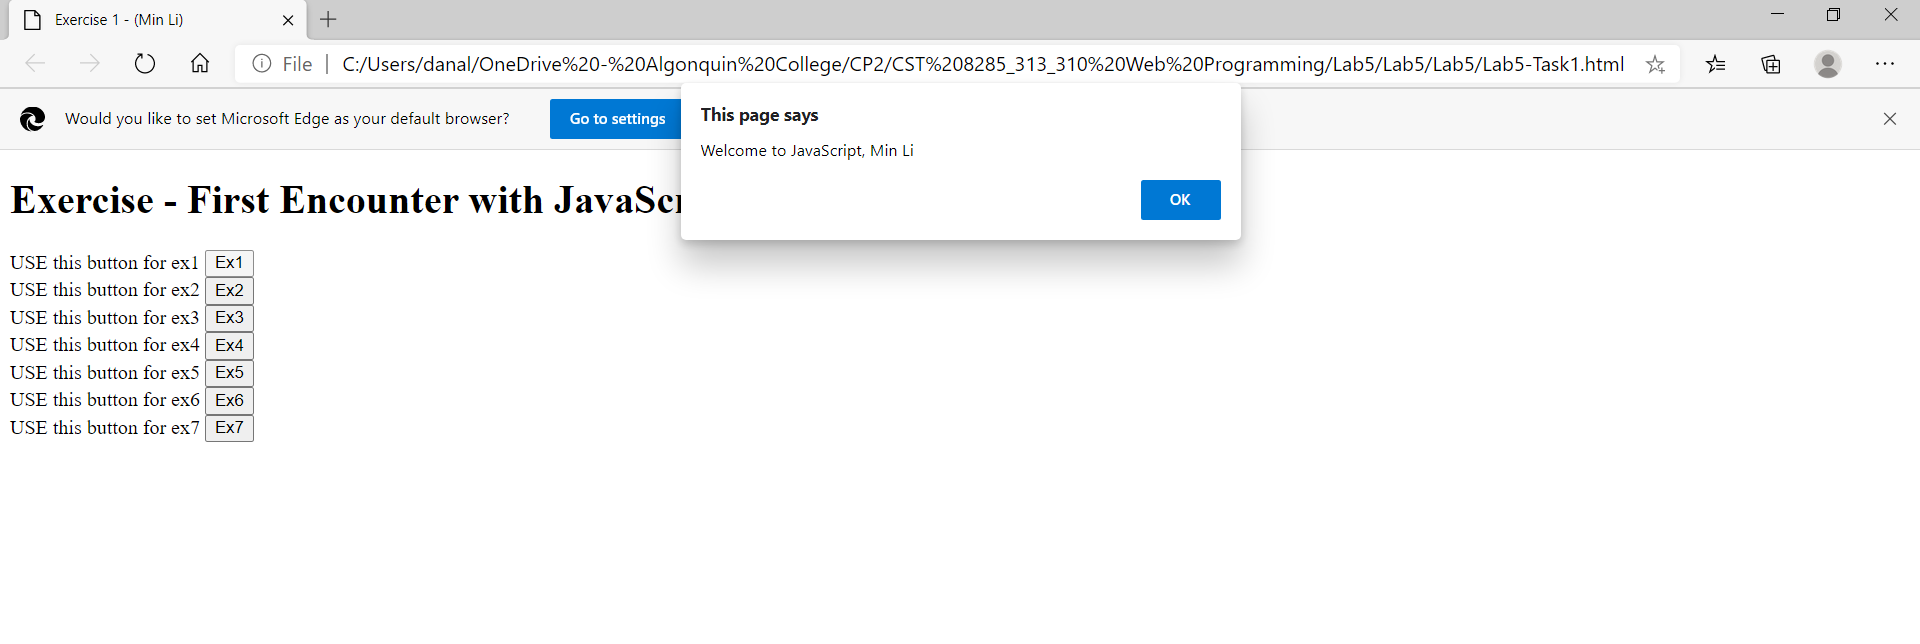 Exercise 1 - (Min Li)
File | C:/Users/danal/OneDrive%20-%20Algonquin%20College/CP2/CST%208285_313_310%20Web%20Programming/Lab5/Lab5/Lab5/Lab5-Task1.html
Would you like to set Microsoft Edge as your default browser? Go to settings
This page says
Welcome to JavaScript, Min Li
OK
Exercise - First Encounter with JavaSc
USE this button for ex1 Ex1
USE this button for ex2 Ex2
USE this button for ex3 Ex3
USE this button for ex4 Ex4
USE this button for ex5 Ex5
USE this button for ex6 Ex6
USE this button for ex7 Ex7